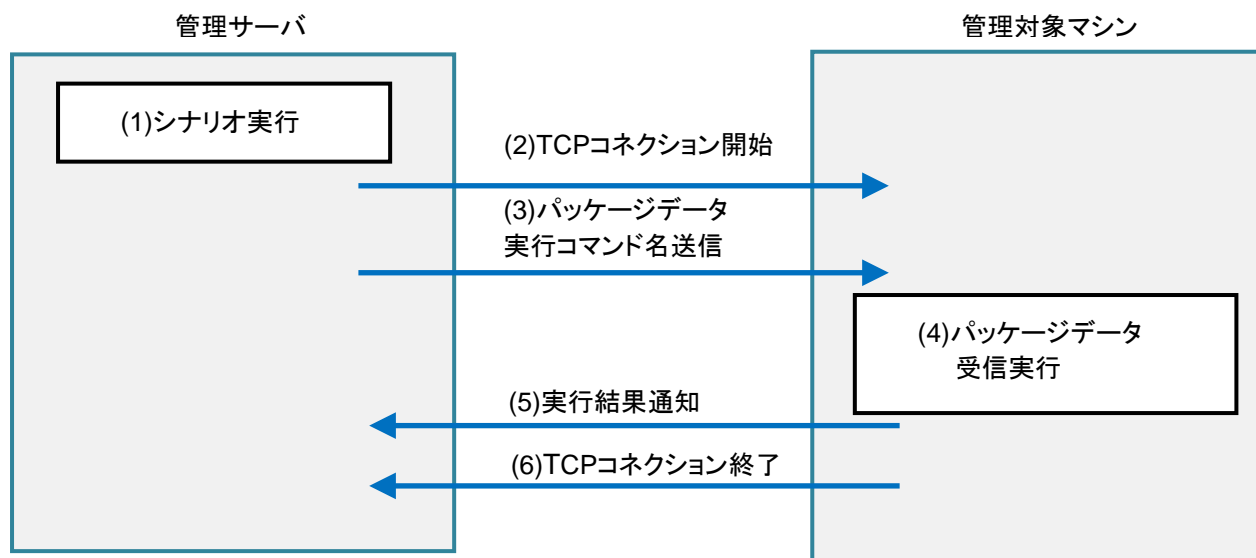 管理サーバ
管理対象マシン
(1)シナリオ実行
(2)TCPコネクション開始
(3)パッケージデータ
実行コマンド名送信
(4)パッケージデータ
受信実行
(5)実行結果通知
(6)TCPコネクション終了